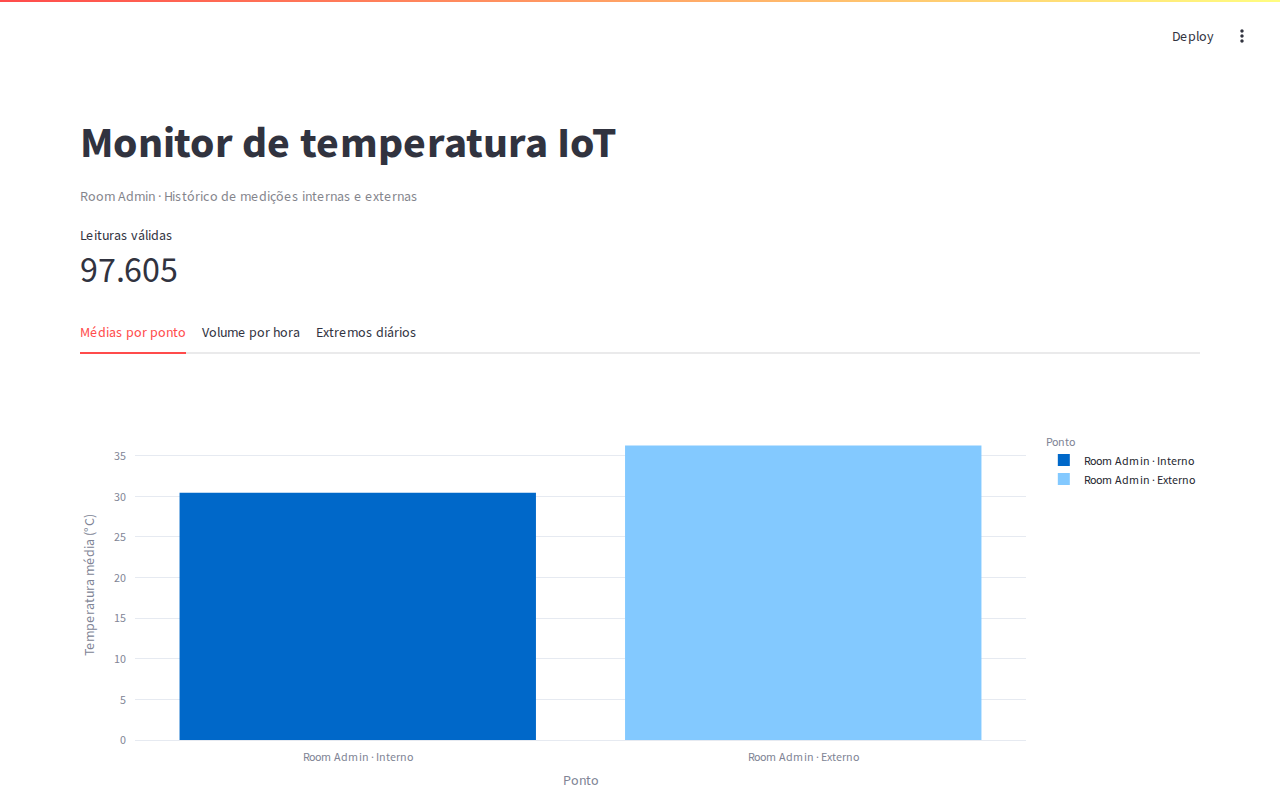 Deploy
Monitor de temperatura IoT
Room Admin · Histórico de medições internas e externas
Leituras válidas
97.605
Médias por ponto Volume por hora Extremos diários
Ponto
Room Admin · Interno
Room Admin · Externo
Temperatura média (°C)
35
30
25
20
15
10
5
0
Room Admin · Interno Room Admin · Externo
Ponto